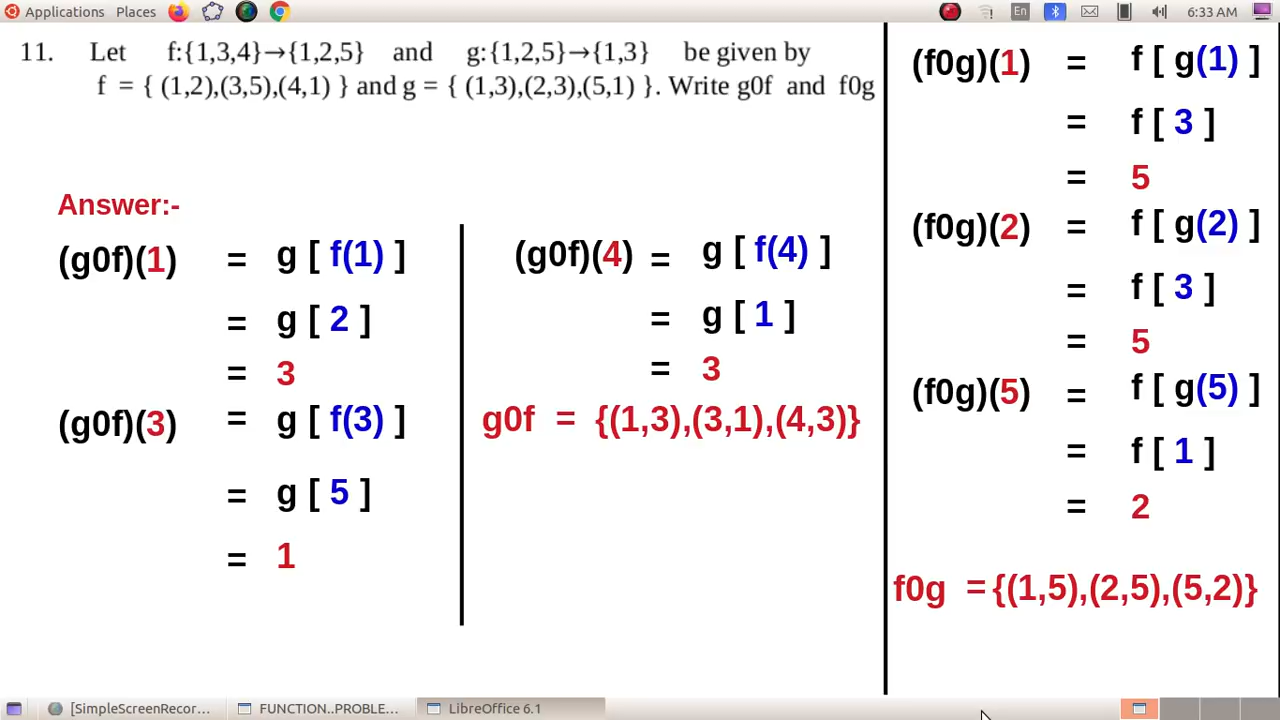 Applications Places En 6:33 AM
11. Let f:{1,3,4}→{1,2,5} and g:{1,2,5}→{1,3} be given by
f = { (1,2),(3,5),(4,1) } and g = { (1,3),(2,3),(5,1) }. Write g0f and f0g
Answer:-
(g0f)(1) = g [ f(1) ]
= g [ 2 ]
= 3
(g0f)(3) = g [ f(3) ]
= g [ 5 ]
= 1
(g0f)(4) = g [ f(4) ]
= g [ 1 ]
= 3
g0f = {(1,3),(3,1),(4,3)}
(f0g)(1) = f [ g(1) ]
= f [ 3 ]
= 5
(f0g)(2) = f [ g(2) ]
= f [ 3 ]
= 5
(f0g)(5) = f [ g(5) ]
= f [ 1 ]
= 2
f0g = {(1,5),(2,5),(5,2)}
[SimpleScreenRecor... FUNCTION..PROBLE... LibreOffice 6.1